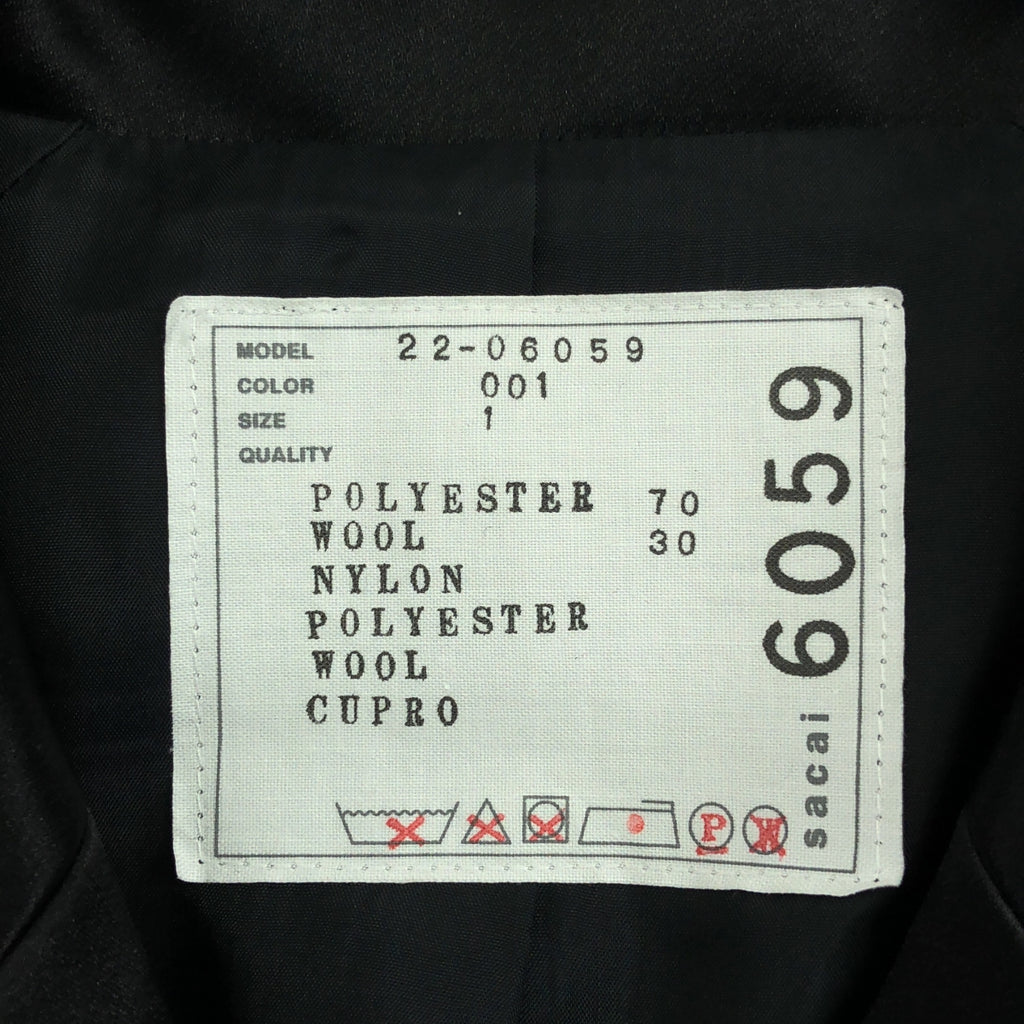 MODEL 22-06059
COLOR 001
SIZE 1
QUALITY
POLYESTER 70
WOOL 30
NYLON
POLYESTER
WOOL
CUPRO
P W
sacai 6059